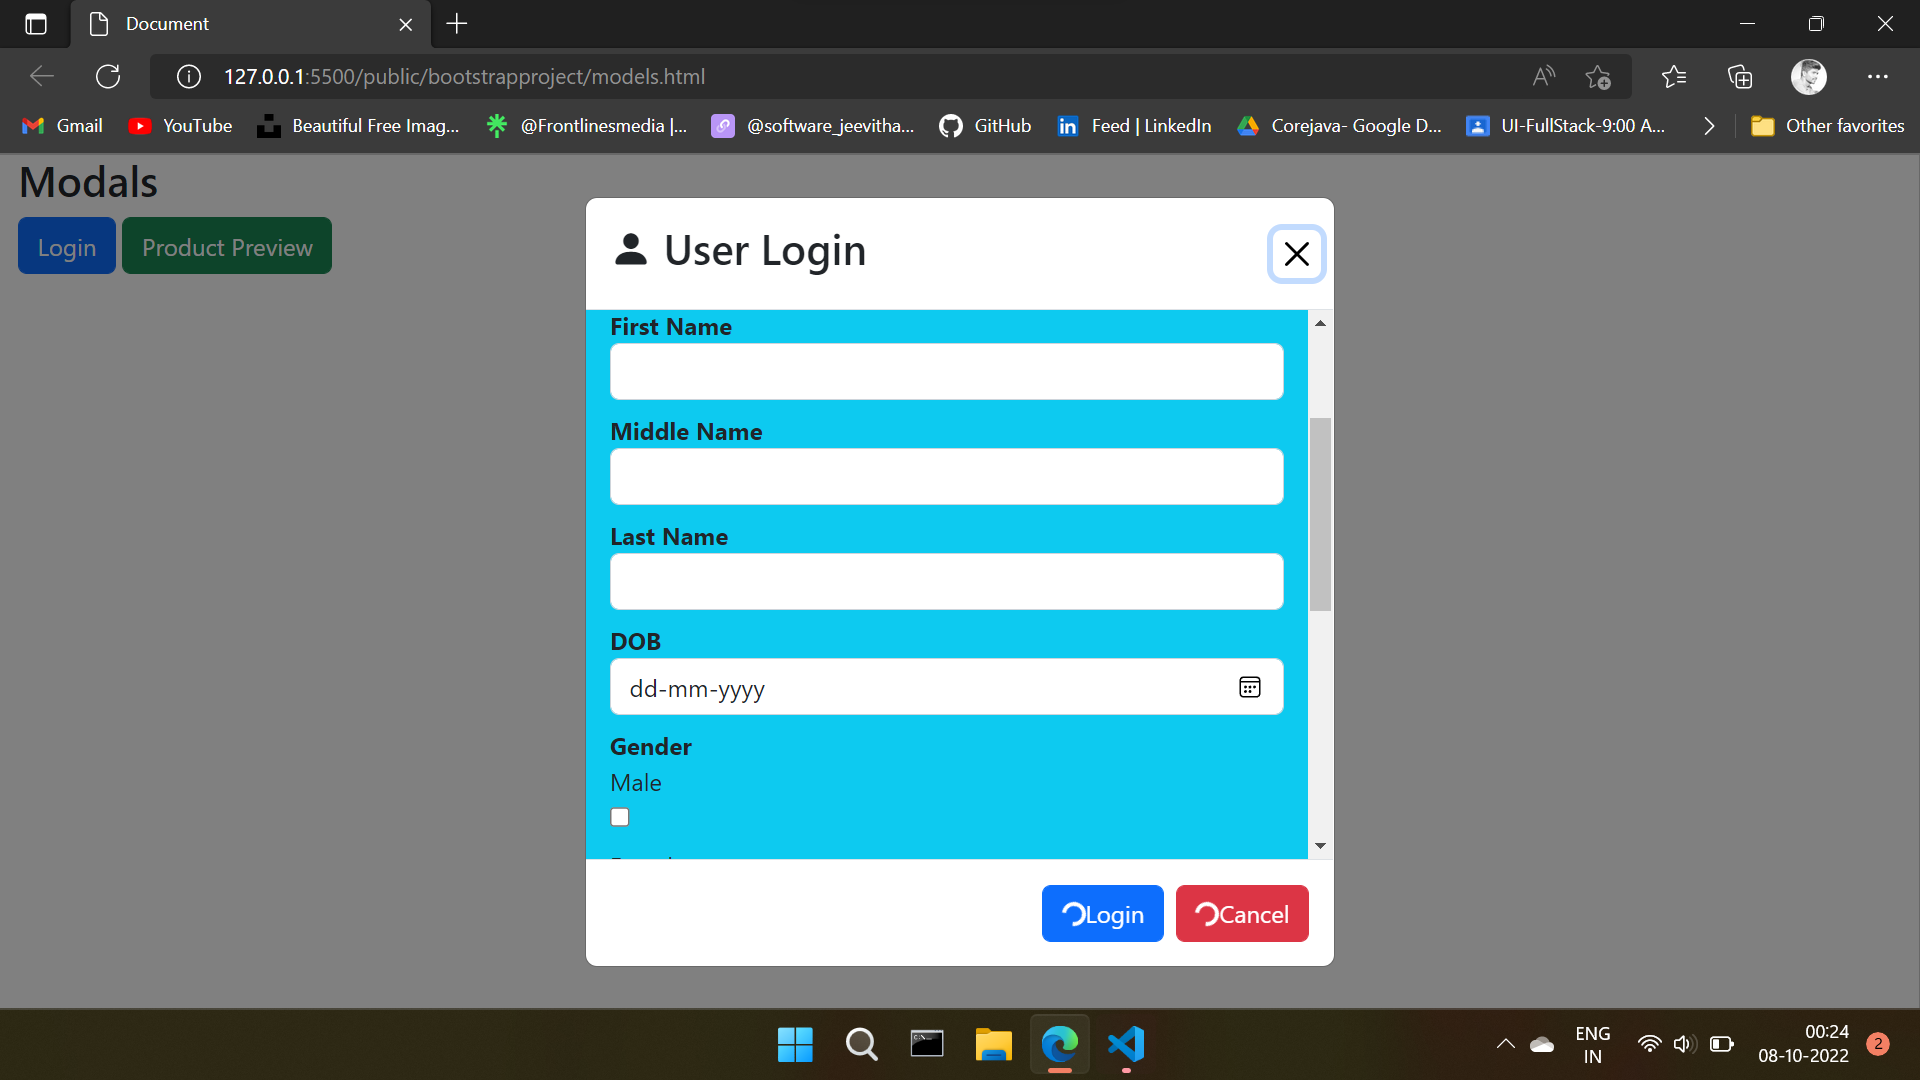 Document
127.0.0.1:5500/public/bootstrapproject/models.html
Gmail YouTube Beautiful Free Imag... @Frontlinesmedia |... @software_jeevitha... GitHub Feed | LinkedIn Corejava- Google D... UI-FullStack-9:00 A... Other favorites
Modals
Login Product Preview
User Login
First Name
Middle Name
Last Name
DOB
dd-mm-yyyy
Gender
Male
Login Cancel
ENG
IN
00:24
08-10-2022
2